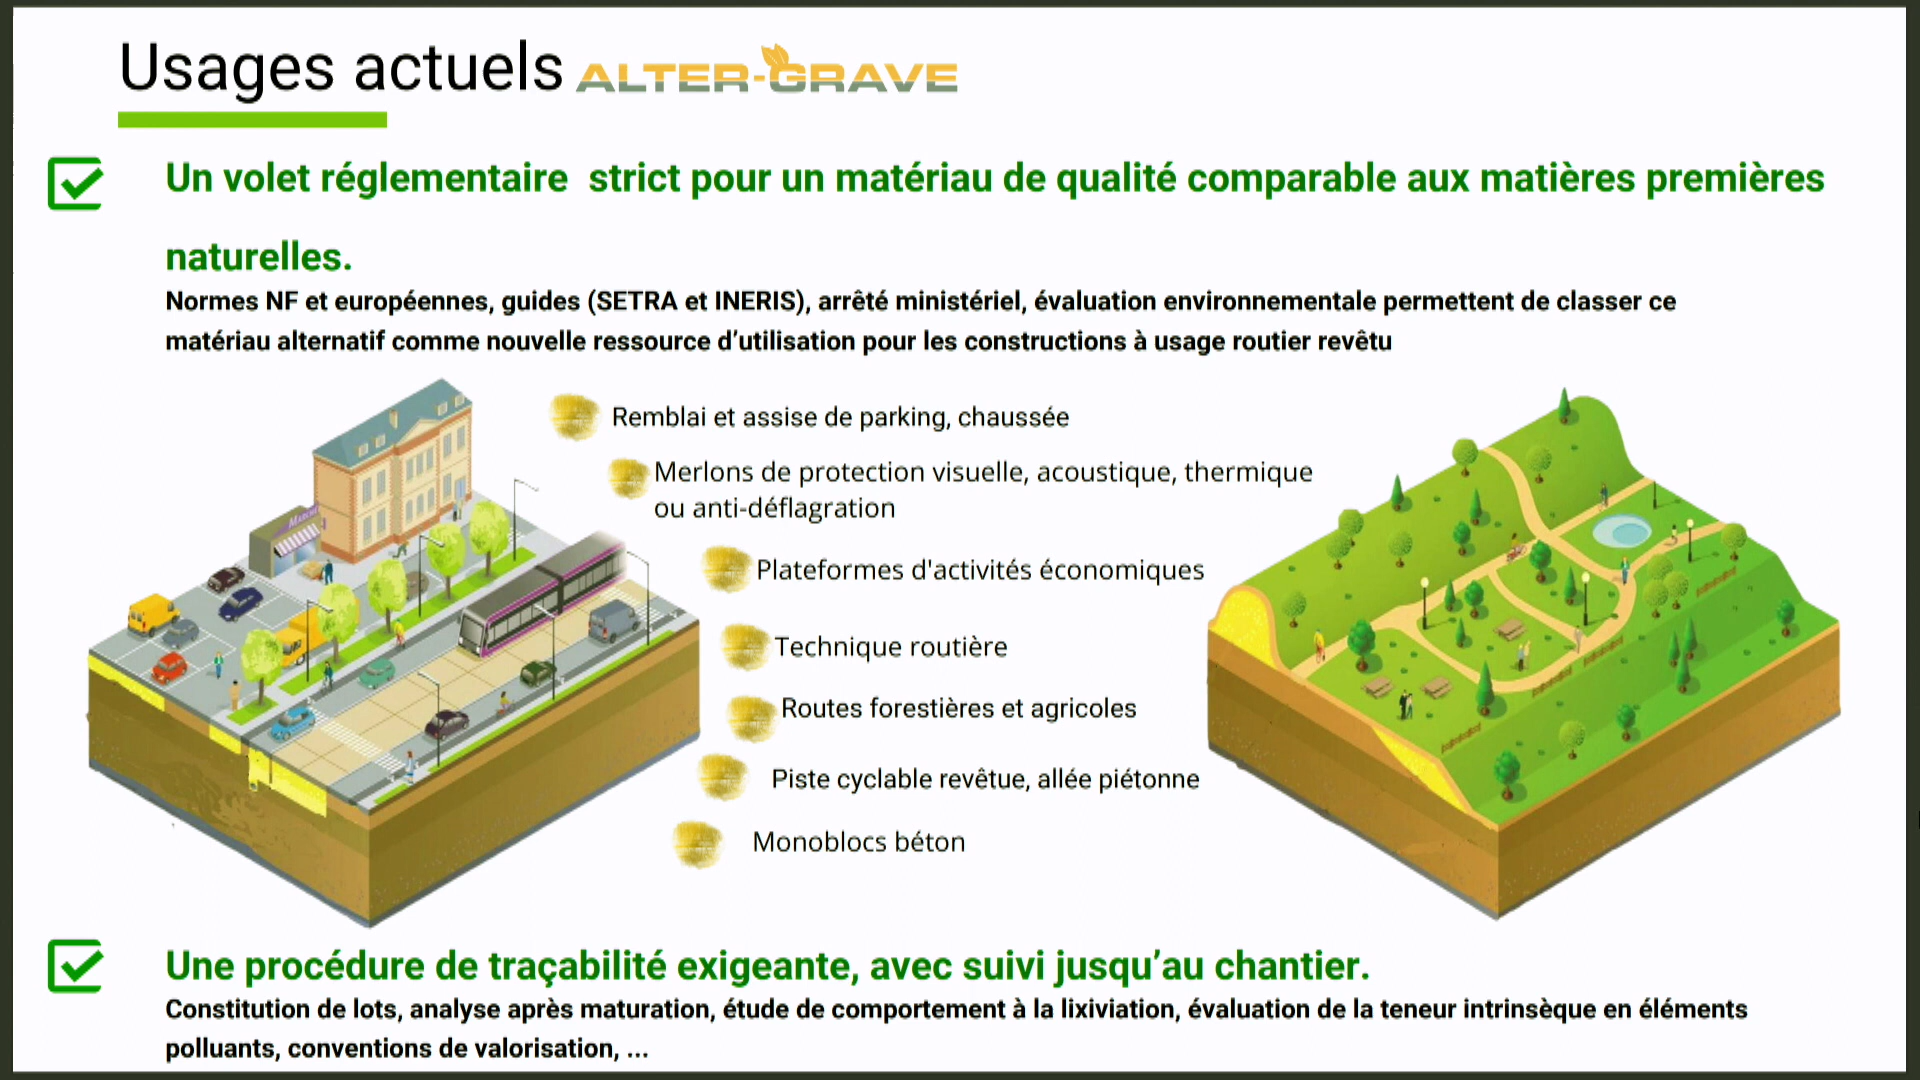 Usages actuels ALTER-GRAVE
Un volet réglementaire strict pour un matériau de qualité comparable aux matières premières
naturelles.
Normes NF et européennes, guides (SETRA et INERIS), arrêté ministériel, évaluation environnementale permettent de classer ce
matériau alternatif comme nouvelle ressource d’utilisation pour les constructions à usage routier revêtu
Remblai et assise de parking, chaussée
Merlons de protection visuelle, acoustique, thermique
ou anti-déflagration
Plateformes d'activités économiques
Technique routière
Routes forestières et agricoles
Piste cyclable revêtue, allée piétonne
Monoblocs béton
Une procédure de traçabilité exigeante, avec suivi jusqu’au chantier.
Constitution de lots, analyse après maturation, étude de comportement à la lixiviation, évaluation de la teneur intrinsèque en éléments
polluants, conventions de valorisation, ...